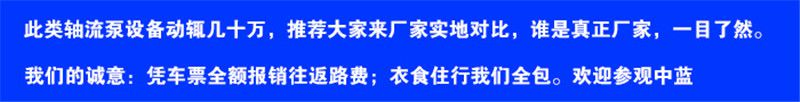 此类轴流泵设备动辄几十万，推荐大家来厂家实地对比，谁是真正厂家，一目了然。
我们的诚意：凭车票全额报销往返路费；衣食住行我们全包。欢迎参观中蓝